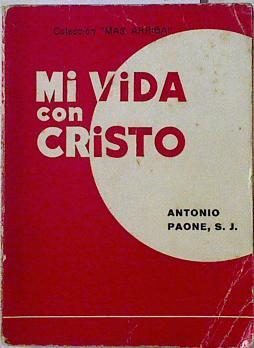 Colección "MAS ARRIBA"
Mi ViDA
con
CRiSTO
ANTONIO
PAONE, S. J.